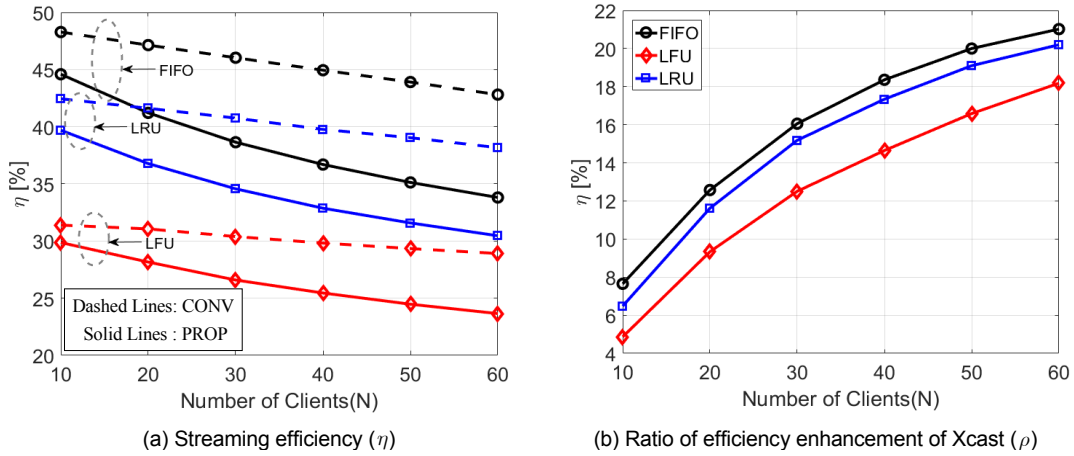 50
45
40
35
30
25
20
η [%]
FIFO
LRU
LFU
Dashed Lines: CONV
Solid Lines : PROP
10 20 30 40 50 60
Number of Clients(N)
(a) Streaming efficiency (η)
22
20
18
16
14
12
10
8
6
4
η [%]
FIFO
LFU
LRU
10 20 30 40 50 60
Number of Clients(N)
(b) Ratio of efficiency enhancement of Xcast (ρ)